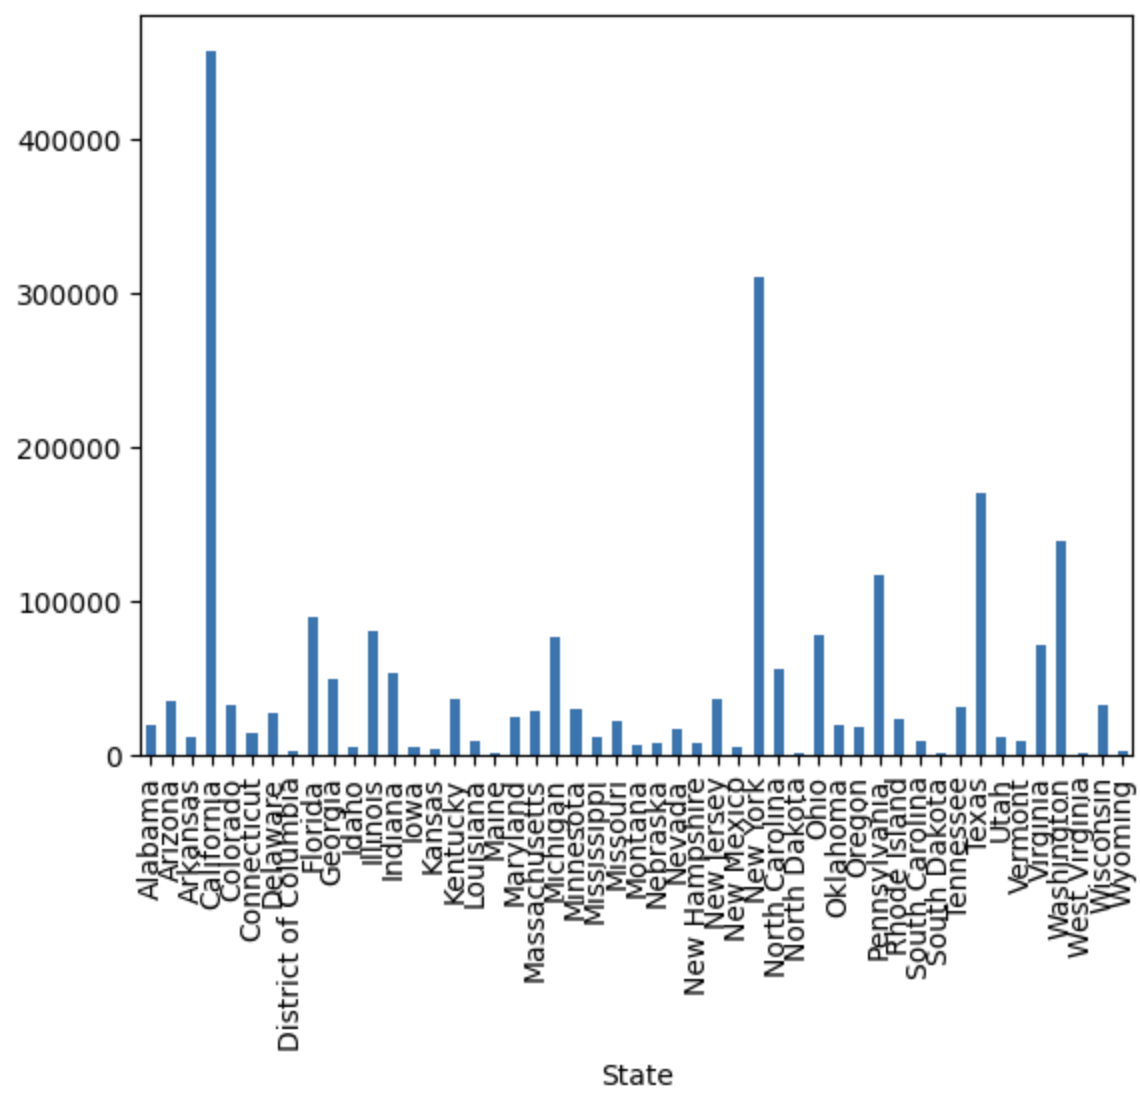 400000
300000
200000
100000
0
Alabama
Arizona
Arkansas
California
Colorado
Connecticut
Delaware
District of Columbia
Florida
Georgia
Idaho
Illinois
Indiana
Iowa
Kansas
Kentucky
Louisiana
Maine
Maryland
Massachusetts
Michigan
Minnesota
Mississippi
Missouri
Montana
Nebraska
Nevada
New Hampshire
New Jersey
New Mexico
New York
North Carolina
North Dakota
Ohio
Oklahoma
Oregon
Pennsylvania
Rhode Island
South Carolina
South Dakota
Tennessee
Texas
Utah
Vermont
Virginia
Washington
West Virginia
Wisconsin
Wyoming
State